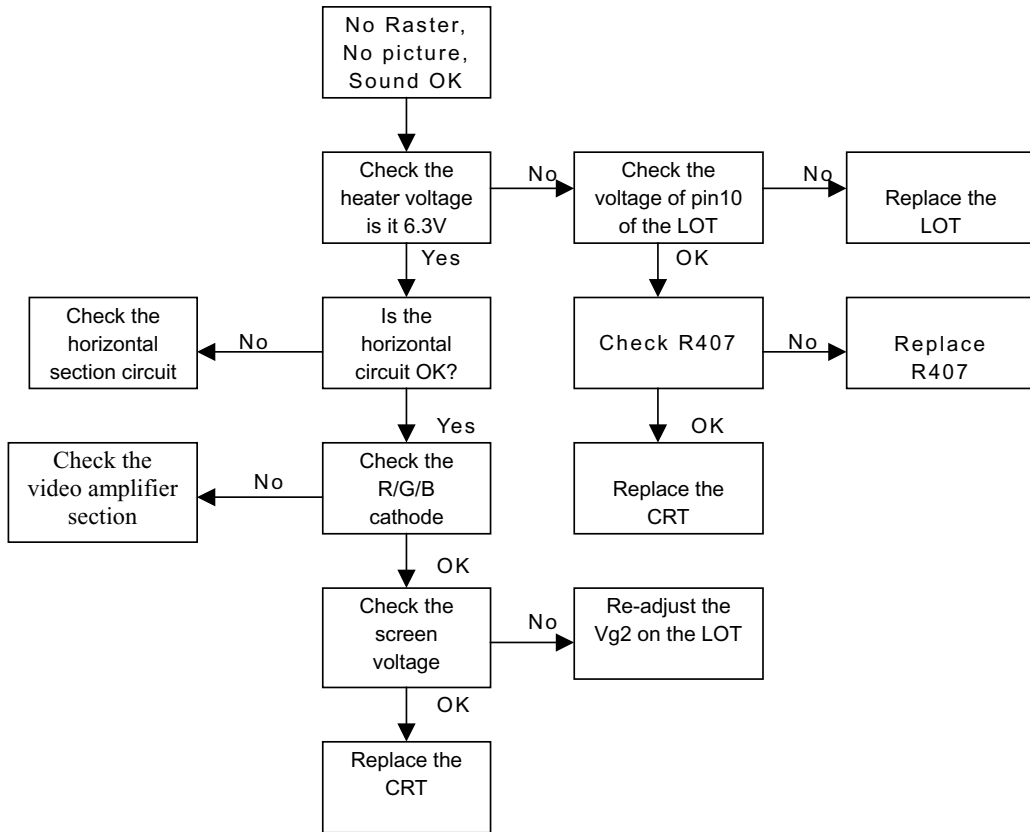 No Raster,
No picture,
Sound OK
Check the
heater voltage
is it 6.3V
No
Check the
voltage of pin10
of the LOT
No
Replace the
LOT
Yes
OK
Check the
horizontal
section circuit
No
Is the
horizontal
circuit OK?
Check R407
No
Replace
R407
Yes
OK
Check the
video amplifier
section
No
Check the
R/G/B
cathode
Replace the
CRT
OK
Check the
screen
voltage
No
Re-adjust the
Vg2 on the LOT
OK
Replace the
CRT